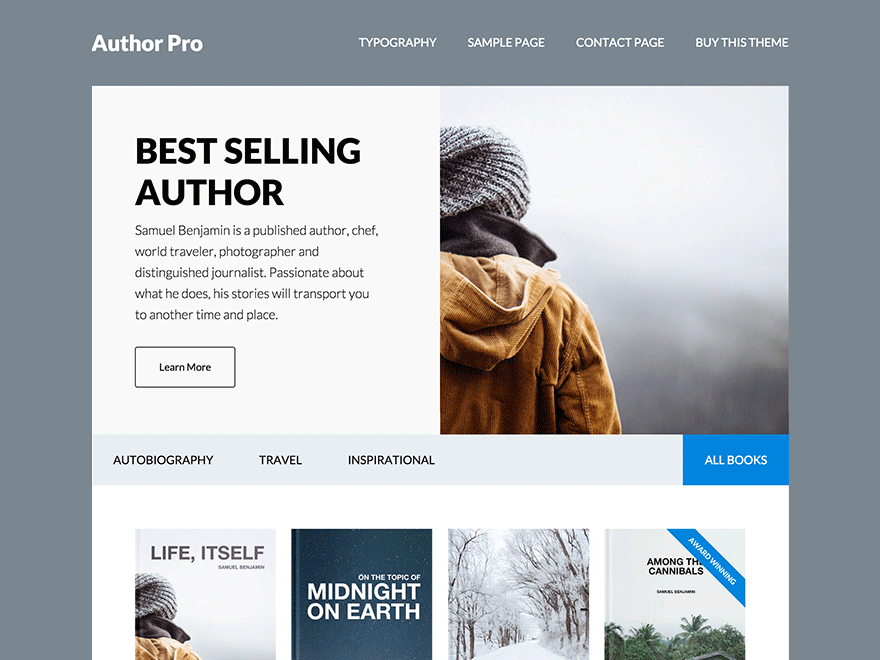 Author Pro
TYPOGRAPHY SAMPLE PAGE CONTACT PAGE BUY THIS THEME
BEST SELLING
AUTHOR
Samuel Benjamin is a published author, chef,
world traveler, photographer and
distinguished journalist. Passionate about
what he does, his stories will transport you
to another time and place.
Learn More
AUTOBIOGRAPHY TRAVEL INSPIRATIONAL ALL BOOKS
LIFE, ITSELF
SAMUEL BENJAMIN
ON THE TOPIC OF
MIDNIGHT
ON EARTH
AWARD WINNING
AMONG THE
CANNIBALS
SAMUEL BENJAMIN